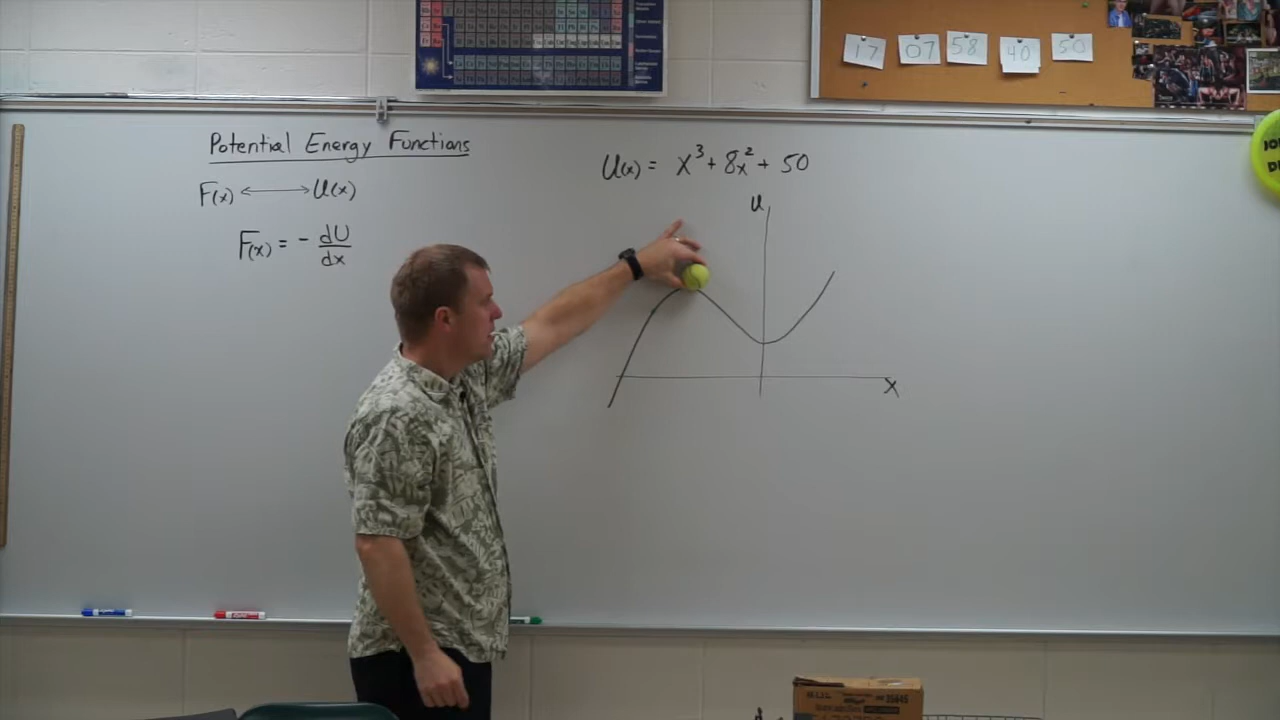 17 07 58 40 50
Potential Energy Functions
U(x) = x³ + 8x² + 50
F(x) ⟷ U(x)
F(x) = - dU/dx
U
X